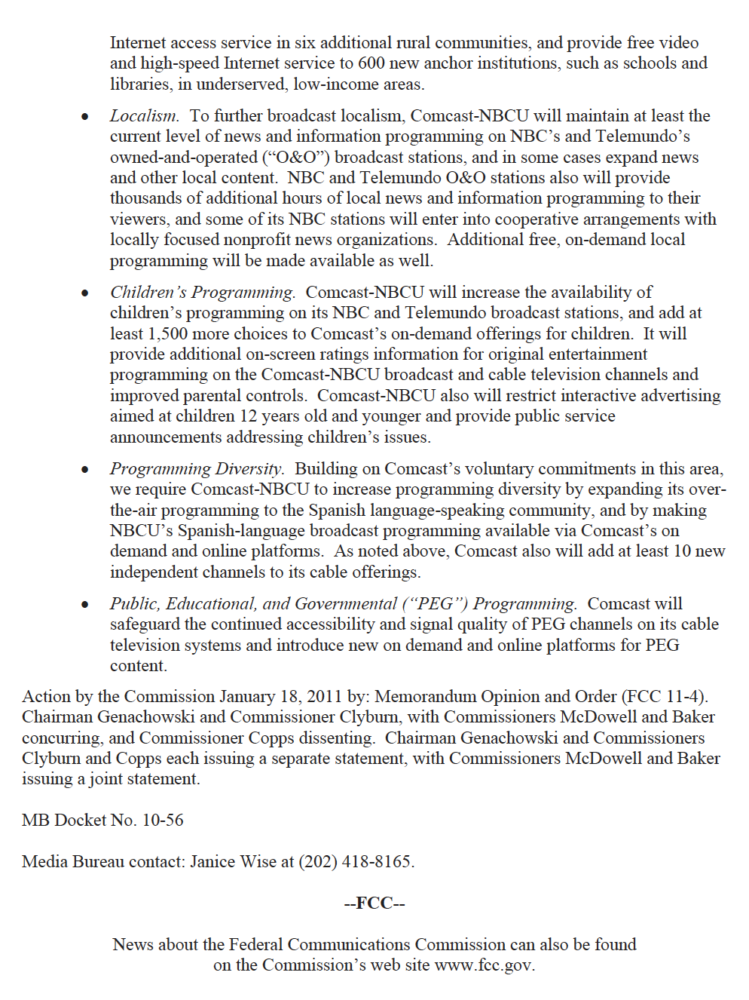 Internet access service in six additional rural communities, and provide free video
and high-speed Internet service to 600 new anchor institutions, such as schools and
libraries, in underserved, low-income areas.
• Localism.  To further broadcast localism, Comcast-NBCU will maintain at least the
current level of news and information programming on NBC’s and Telemundo’s
owned-and-operated (“O&O”) broadcast stations, and in some cases expand news
and other local content.  NBC and Telemundo O&O stations also will provide
thousands of additional hours of local news and information programming to their
viewers, and some of its NBC stations will enter into cooperative arrangements with
locally focused nonprofit news organizations.  Additional free, on-demand local
programming will be made available as well.
• Children’s Programming.  Comcast-NBCU will increase the availability of
children’s programming on its NBC and Telemundo broadcast stations, and add at
least 1,500 more choices to Comcast’s on-demand offerings for children.  It will
provide additional on-screen ratings information for original entertainment
programming on the Comcast-NBCU broadcast and cable television channels and
improved parental controls.  Comcast-NBCU also will restrict interactive advertising
aimed at children 12 years old and younger and provide public service
announcements addressing children’s issues.
• Programming Diversity.  Building on Comcast’s voluntary commitments in this area,
we require Comcast-NBCU to increase programming diversity by expanding its over-
the-air programming to the Spanish language-speaking community, and by making
NBCU’s Spanish-language broadcast programming available via Comcast’s on
demand and online platforms.  As noted above, Comcast also will add at least 10 new
independent channels to its cable offerings.
• Public, Educational, and Governmental (“PEG”) Programming.  Comcast will
safeguard the continued accessibility and signal quality of PEG channels on its cable
television systems and introduce new on demand and online platforms for PEG
content.
Action by the Commission January 18, 2011 by: Memorandum Opinion and Order (FCC 11-4).
Chairman Genachowski and Commissioner Clyburn, with Commissioners McDowell and Baker
concurring, and Commissioner Copps dissenting.  Chairman Genachowski and Commissioners
Clyburn and Copps each issuing a separate statement, with Commissioners McDowell and Baker
issuing a joint statement.
MB Docket No. 10-56
Media Bureau contact: Janice Wise at (202) 418-8165.
--FCC--
News about the Federal Communications Commission can also be found
on the Commission’s web site www.fcc.gov.